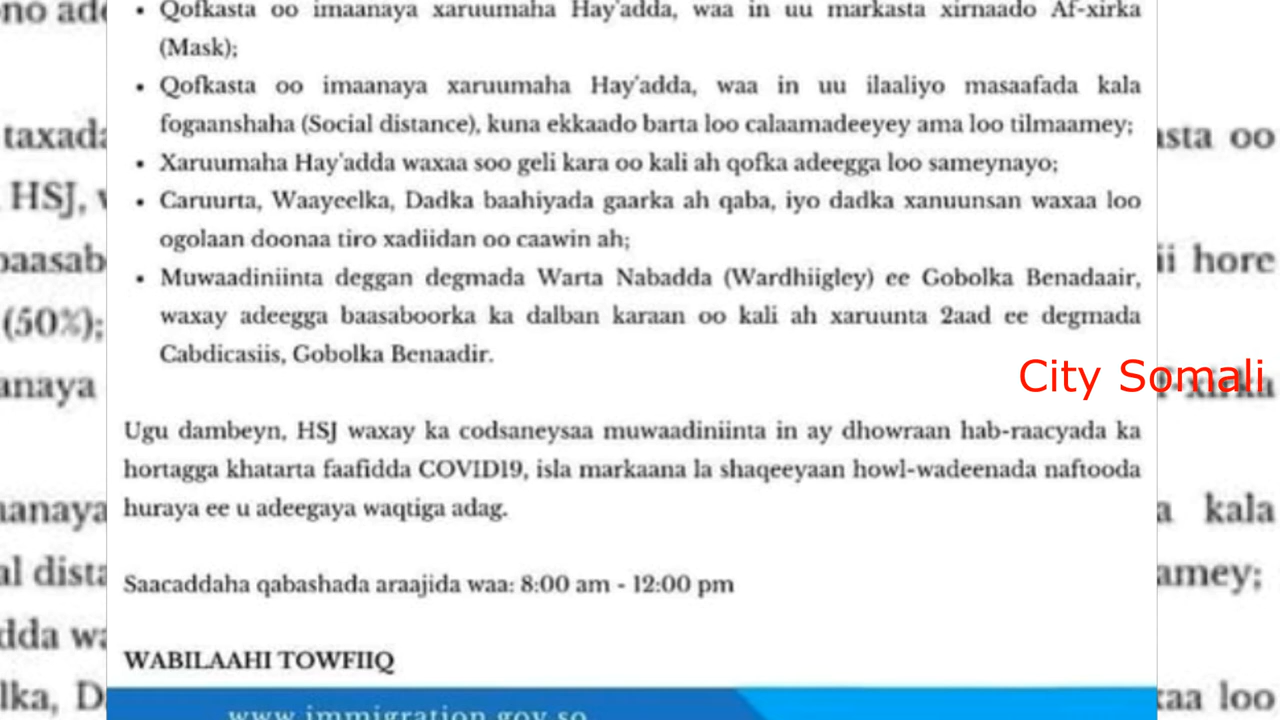 Qofkasta oo imaanaya xaruumaha Hay'adda, waa in uu markasta xirnaado Af-xirka
(Mask);
• Qofkasta oo imaanaya xaruumaha Hay'adda, waa in uu ilaaliyo masaafada kala
fogaanshaha (Social distance), kuna ekkaado barta loo calaamadeeyey ama loo tilmaamey;
• Xaruumaha Hay'adda waxaa soo geli kara oo kali ah qofka adeegga loo sameynayo;
• Caruurta, Waayeelka, Dadka baahiyada gaarka ah qaba, iyo dadka xanuunsan waxaa loo
ogolaan doonaa tiro xadiidan oo caawin ah;
• Muwaadiniinta deggan degmada Warta Nabadda (Wardhiigley) ee Gobolka Benadaair,
waxay adeegga baasaboorka ka dalban karaan oo kali ah xaruunta 2aad ee degmada
Cabdicasiis, Gobolka Benaadir.
City Somali
Ugu dambeyn, HSJ waxay ka codsaneysaa muwaadiniinta in ay dhowraan hab-raacyada ka
hortagga khatarta faafidda COVID19, isla markaana la shaqeeyaan howl-wadeenada naftooda
huraya ee u adeegaya waqtiga adag.
Saacaddaha qabashada araajida waa: 8:00 am - 12:00 pm
WABILAAHI TOWFIIQ
www.immigration.gov.so